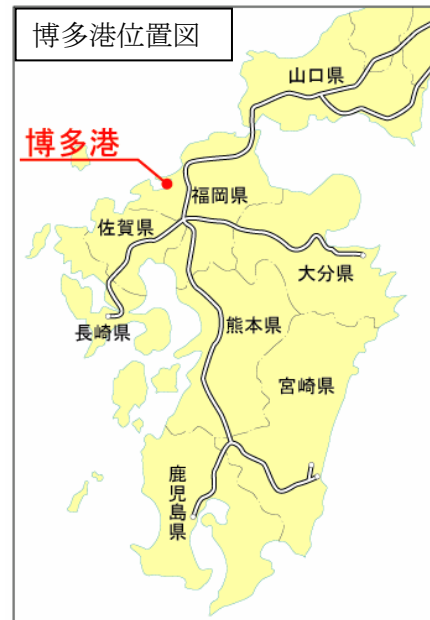 博多港位置図
山口県
博多港
福岡県
佐賀県
大分県
長崎県
熊本県
宮崎県
鹿児島県